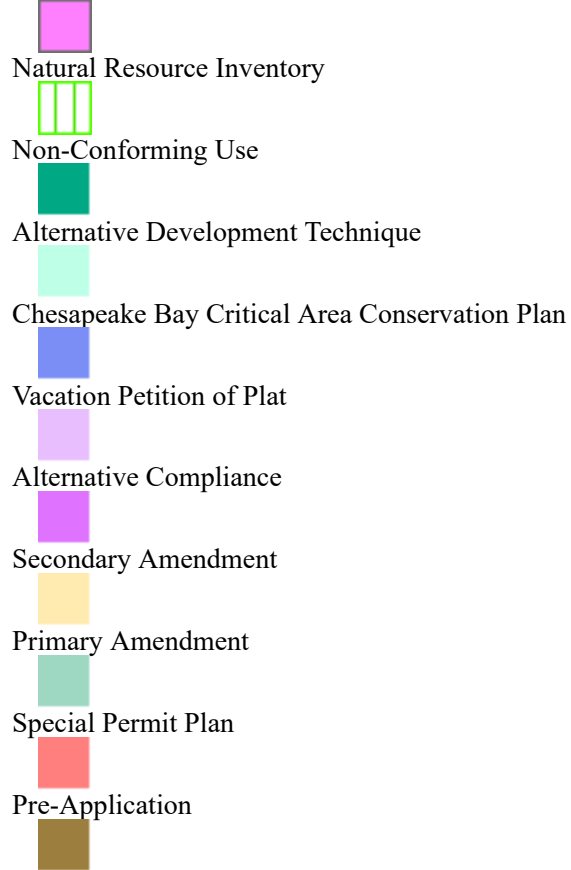 Natural Resource Inventory
Non-Conforming Use
Alternative Development Technique
Chesapeake Bay Critical Area Conservation Plan
Vacation Petition of Plat
Alternative Compliance
Secondary Amendment
Primary Amendment
Special Permit Plan
Pre-Application